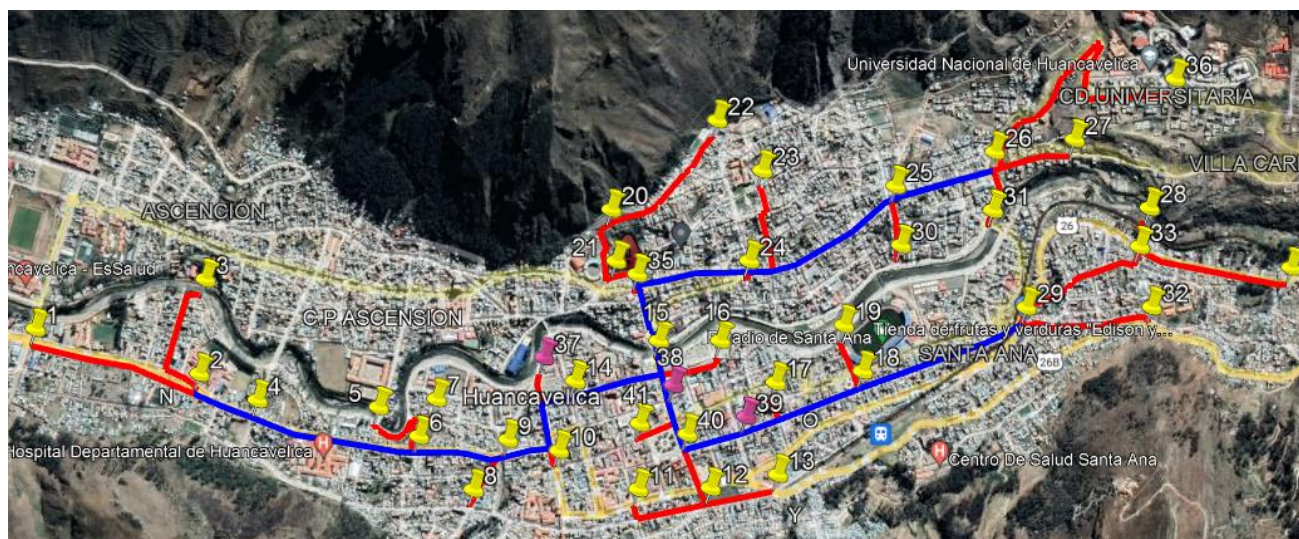 Universidad Nacional de Huancavelica
36
CD.UNIVERSITARIA
22
26
27
23
VILLA CARI
25
20
31
28
ASCENCIÓN
26
30
33
21
24
ncavelica - EsSalud
3
35
29
32
1
C.P ASCENSION
15
16
19
adio de Santa Ana
Tienda de frutas y verduras "Edison y...
37
38
SANTA ANA
2
14
18
26B
17
N
4
5
7
Huancavelica
41
39
6
9
40
O
10
Hospital Departamental de Huancavelica
Centro De Salud Santa Ana
8
11
12
13
Y